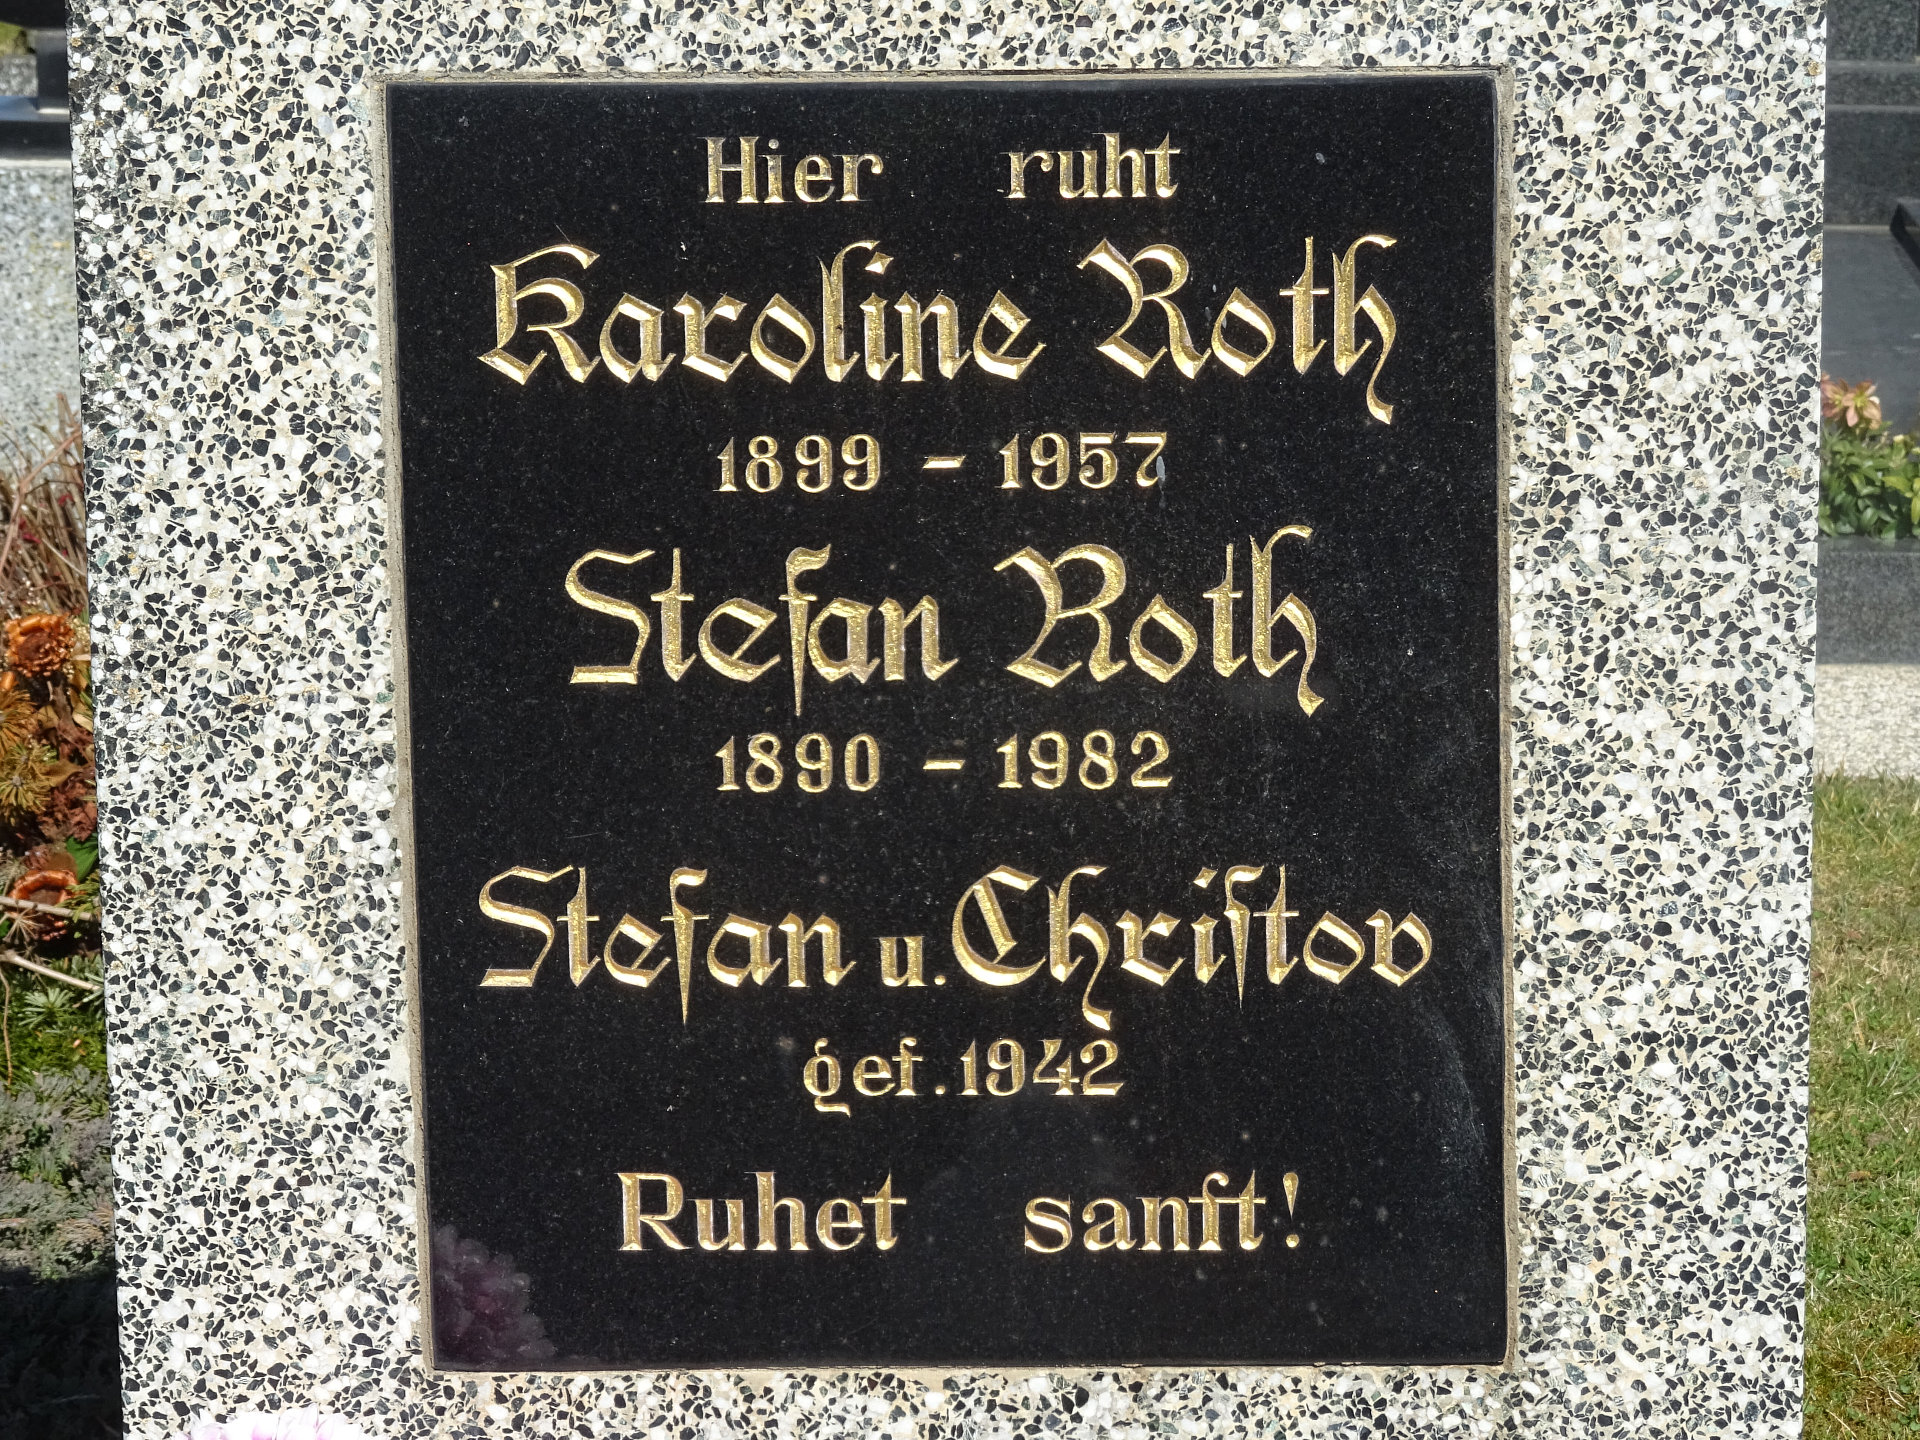 Hier ruht
Karoline Roth
1899 - 1957
Stefan Roth
1890 - 1982
Stefan u. Chriſtov
gef. 1942
Ruhet sanft!